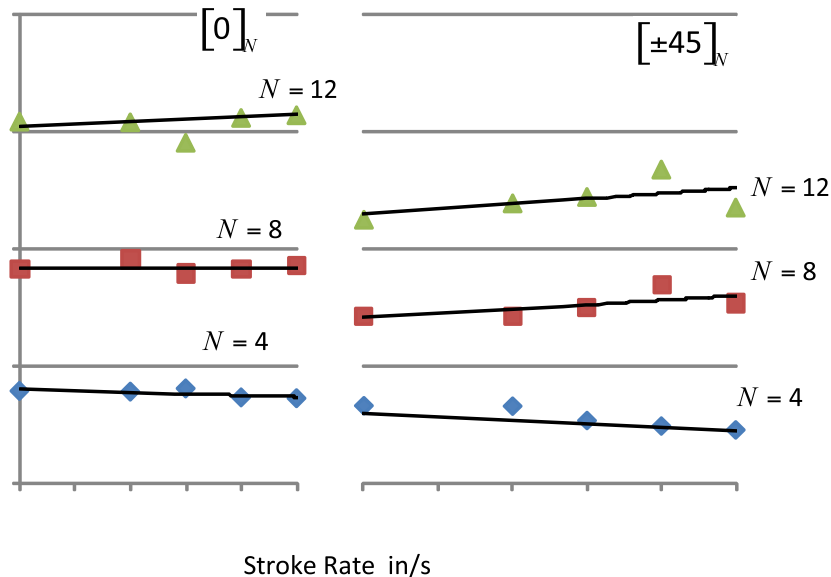 [0]N
[±45]N
N = 12
N = 12
N = 8
N = 8
N = 4
N = 4
Stroke Rate in/s